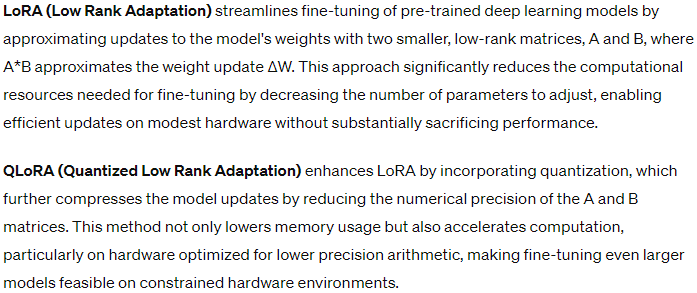 LoRA (Low Rank Adaptation) streamlines fine-tuning of pre-trained deep learning models by
approximating updates to the model's weights with two smaller, low-rank matrices, A and B, where
A*B approximates the weight update ΔW. This approach significantly reduces the computational
resources needed for fine-tuning by decreasing the number of parameters to adjust, enabling
efficient updates on modest hardware without substantially sacrificing performance.
QLoRA (Quantized Low Rank Adaptation) enhances LoRA by incorporating quantization, which
further compresses the model updates by reducing the numerical precision of the A and B
matrices. This method not only lowers memory usage but also accelerates computation,
particularly on hardware optimized for lower precision arithmetic, making fine-tuning even larger
models feasible on constrained hardware environments.